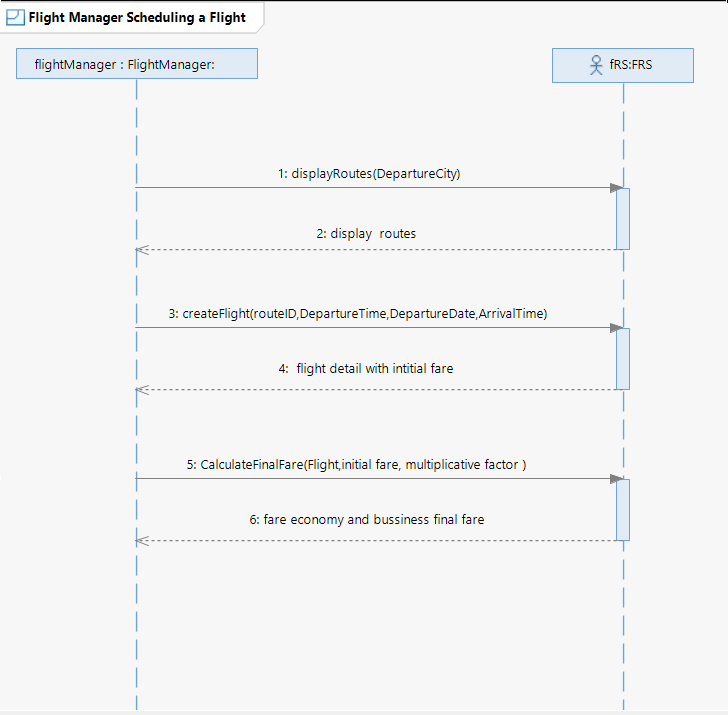 Flight Manager Scheduling a Flight
flightManager : FlightManager:
fRS:FRS
1: displayRoutes(DepartureCity)
2: display routes
3: createFlight(routeID,DepartureTime,DepartureDate,ArrivalTime)
4: flight detail with intitial fare
5: CalculateFinalFare(Flight,initial fare, multiplicative factor )
6: fare economy and bussiness final fare